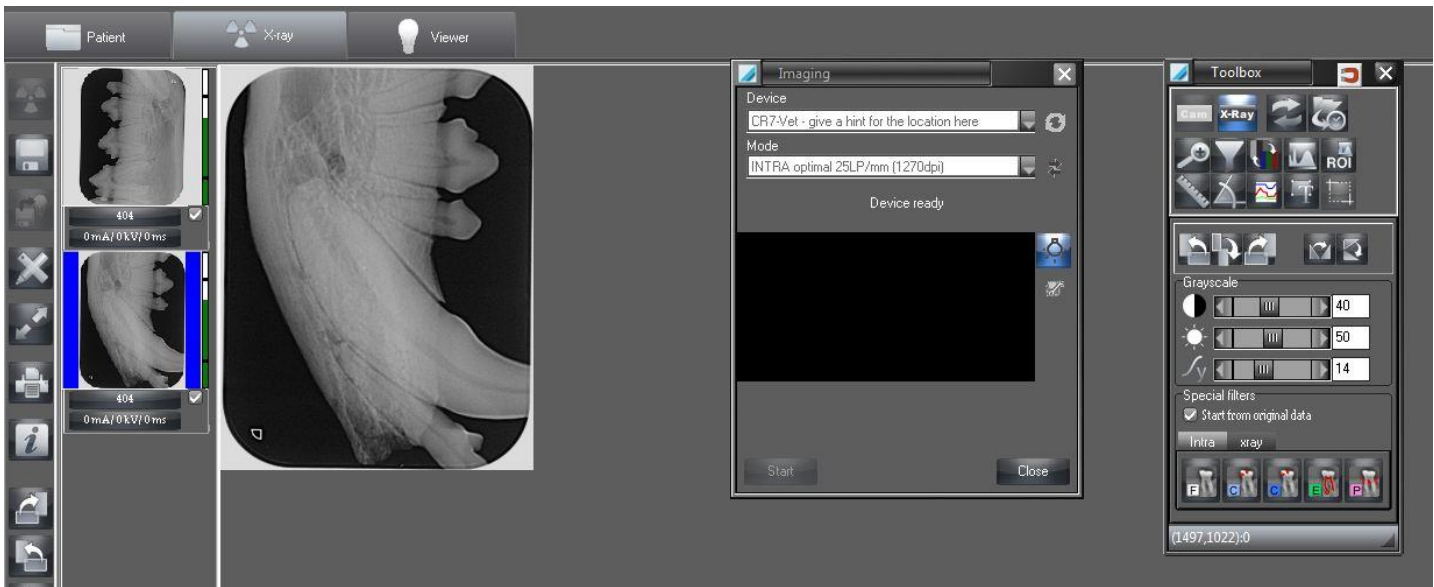 Patient
X-ray
Viewer
404
0mA/0kV/0ms
404
0mA/0kV/0ms
Imaging
Device
CR7-Vet - give a hint for the location here
Mode
INTRA optimal 25LP/mm (1270dpi)
Device ready
Start
Close
Toolbox
Cam
X-Ray
ROI
T
Grayscale
40
50
γ
14
Special filters
Start from original data
Intra
xray
F
C
C
E
P
(1497,1022):0